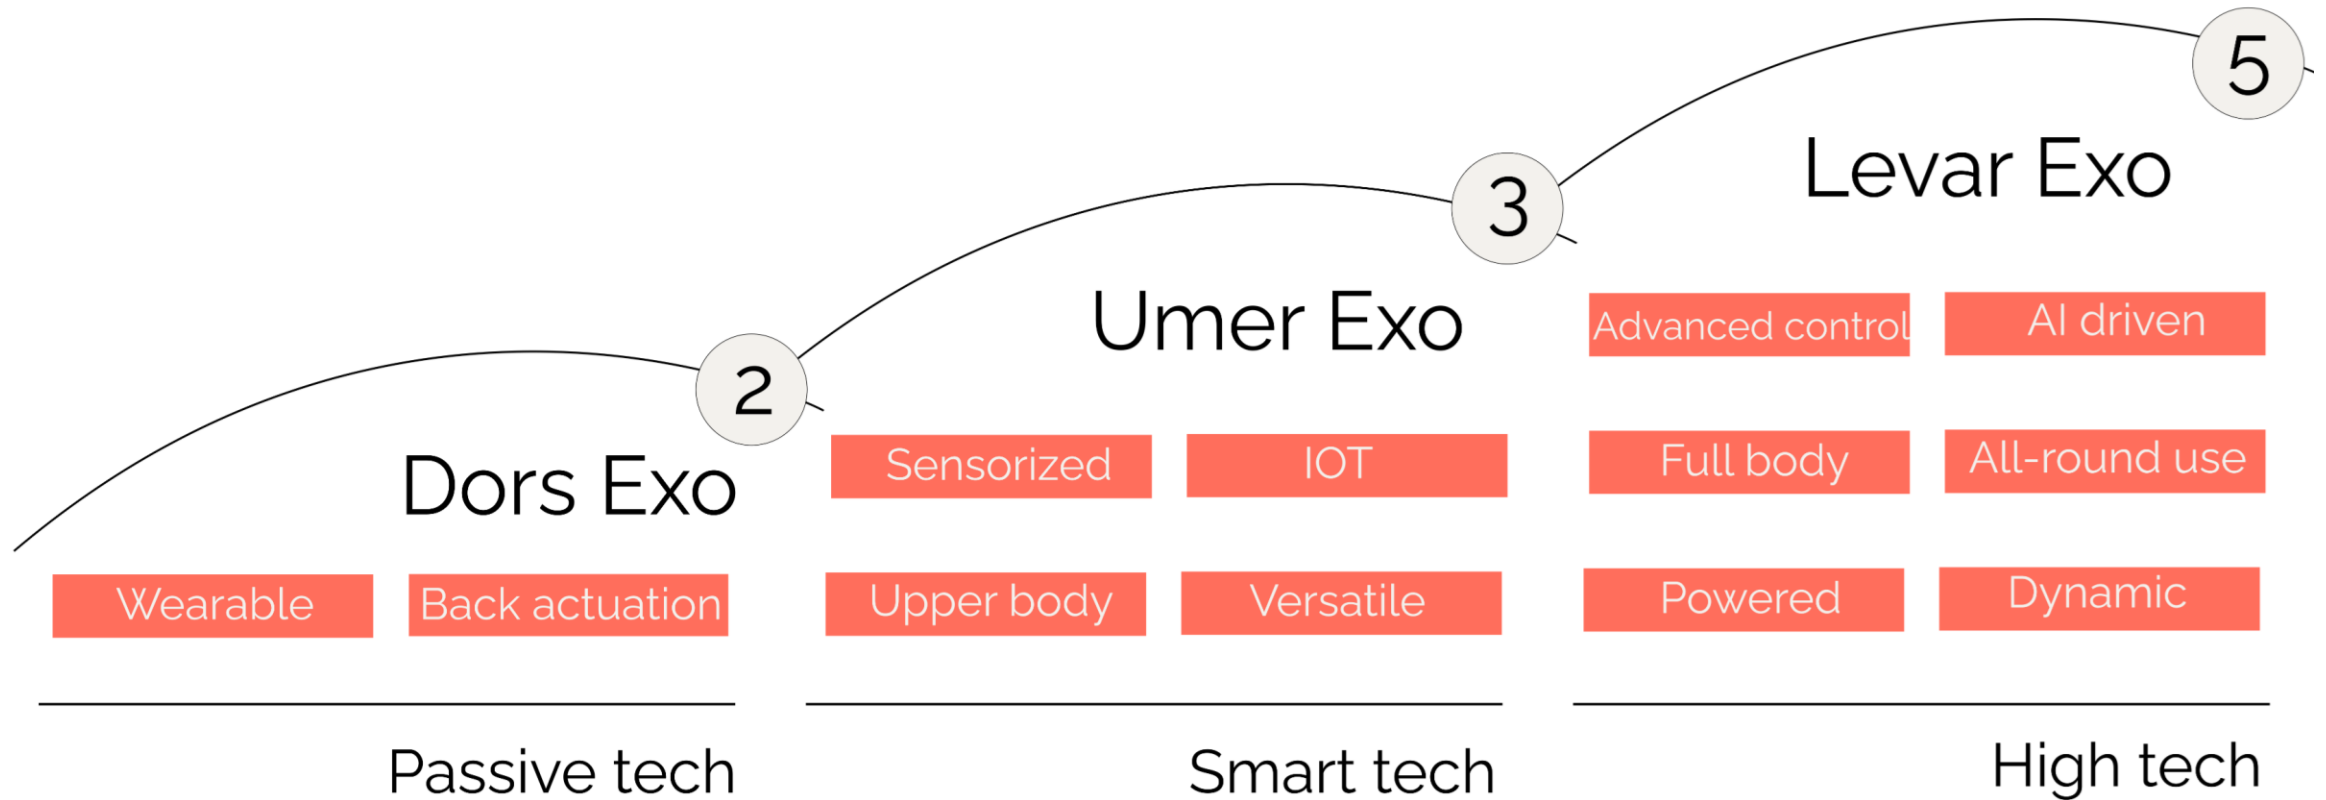 2
Dors Exo
Wearable
Back actuation
Passive tech
3
Umer Exo
Sensorized
IOT
Upper body
Versatile
Smart tech
5
Levar Exo
Advanced control
AI driven
Full body
All-round use
Powered
Dynamic
High tech